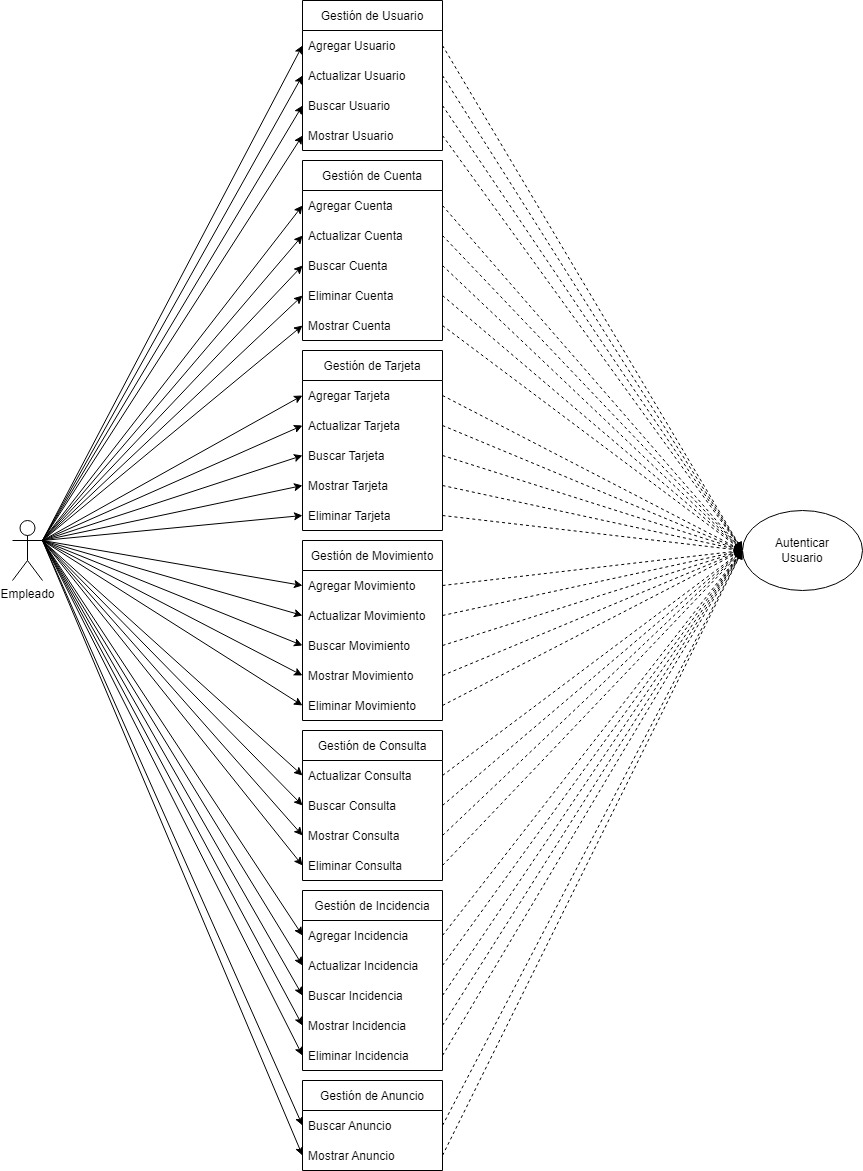 Gestión de Usuario
Agregar Usuario
Actualizar Usuario
Buscar Usuario
Mostrar Usuario
Gestión de Cuenta
Agregar Cuenta
Actualizar Cuenta
Buscar Cuenta
Eliminar Cuenta
Mostrar Cuenta
Gestión de Tarjeta
Agregar Tarjeta
Actualizar Tarjeta
Buscar Tarjeta
Mostrar Tarjeta
Eliminar Tarjeta
Empleado
Gestión de Movimiento
Agregar Movimiento
Actualizar Movimiento
Buscar Movimiento
Mostrar Movimiento
Eliminar Movimiento
Gestión de Consulta
Actualizar Consulta
Buscar Consulta
Mostrar Consulta
Eliminar Consulta
Gestión de Incidencia
Agregar Incidencia
Actualizar Incidencia
Buscar Incidencia
Mostrar Incidencia
Eliminar Incidencia
Gestión de Anuncio
Buscar Anuncio
Mostrar Anuncio
Autenticar
Usuario